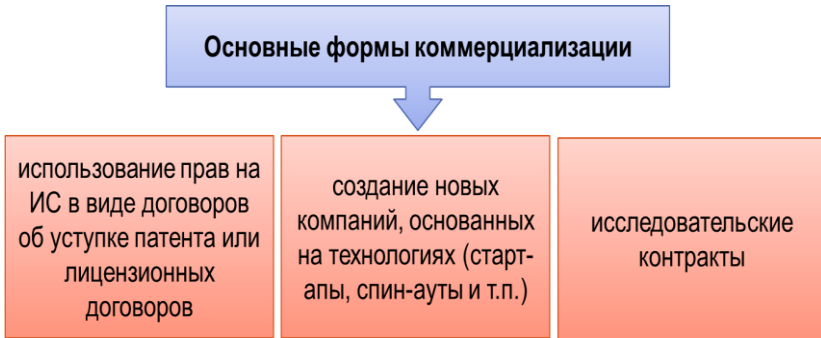 Основные формы коммерциализации
использование прав на
ИС в виде договоров
об уступке патента или
лицензионных
договоров
создание новых
компаний, основанных
на технологиях (старт-
апы, спин-ауты и т.п.)
исследовательские
контракты